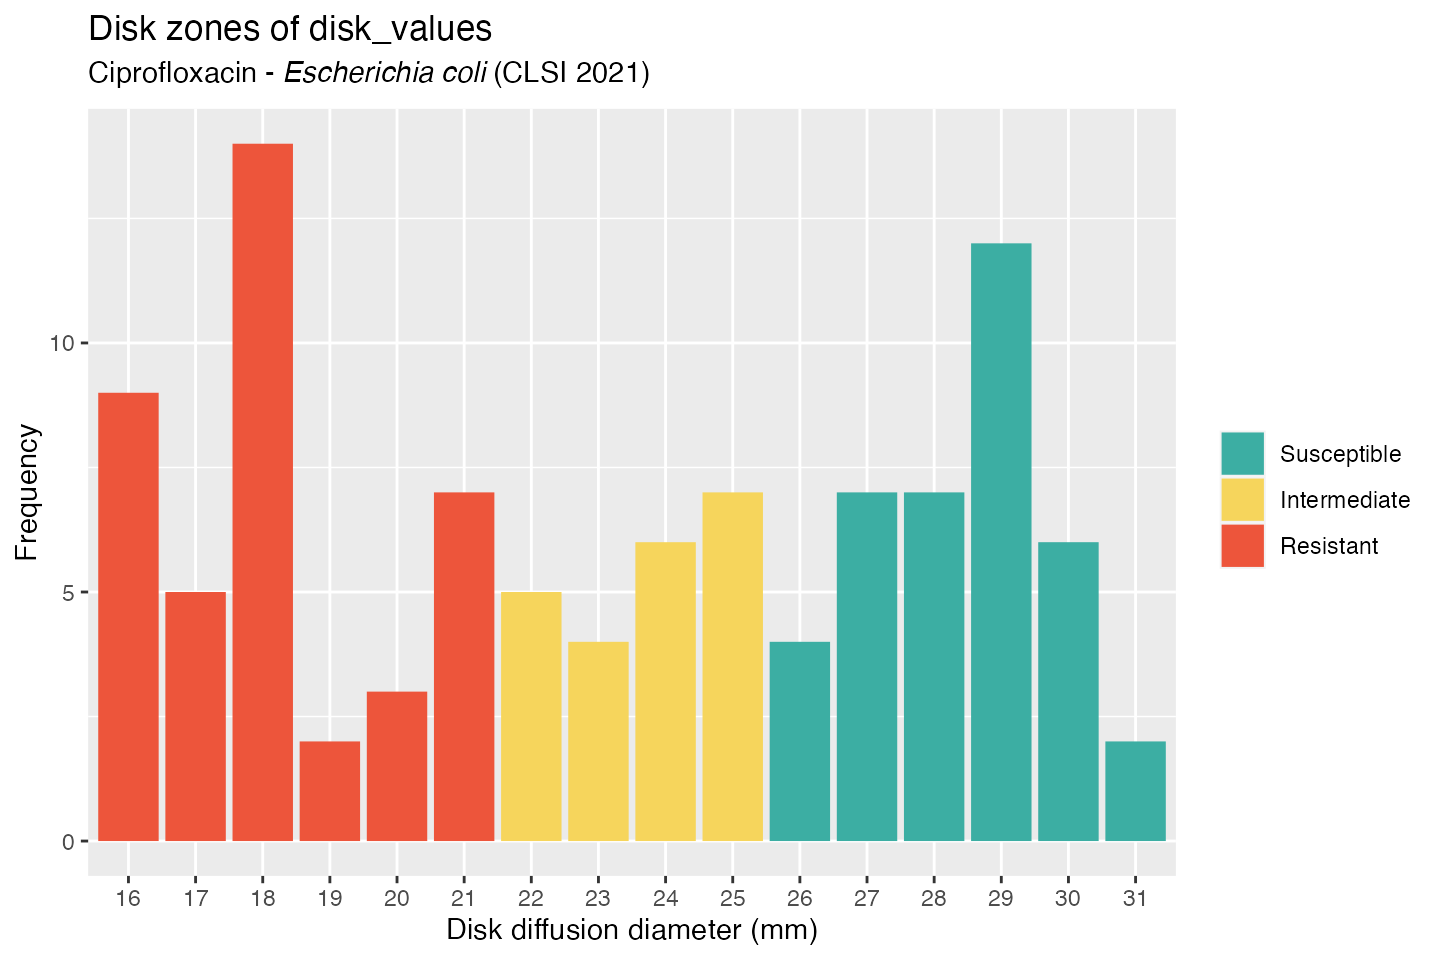 Disk zones of disk_values
Ciprofloxacin - Escherichia coli (CLSI 2021)
Frequency
10
5
0
16 17 18 19 20 21 22 23 24 25 26 27 28 29 30 31
Disk diffusion diameter (mm)
Susceptible
Intermediate
Resistant